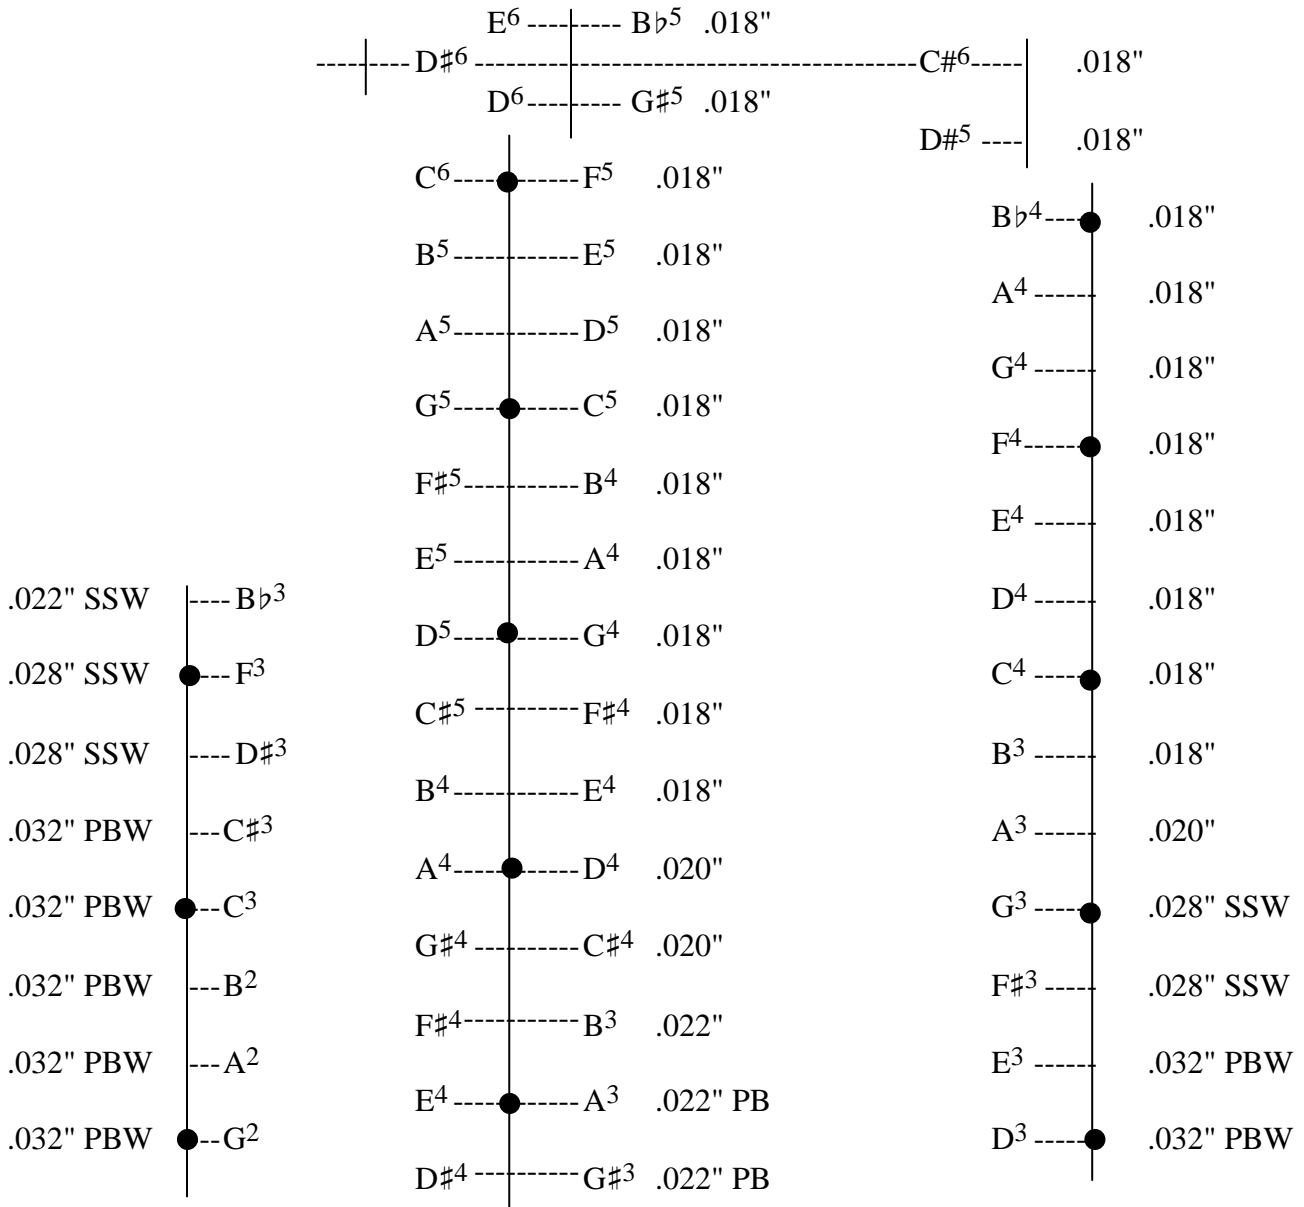 E6 B♭5 .018"
D♯6 C#6 .018"
D6 G♯5 .018"
D#5 .018"
C6 F5 .018"
B♭4 .018"
B5 E5 .018"
A4 .018"
A5 D5 .018"
G4 .018"
G5 C5 .018"
F4 .018"
F♯5 B4 .018"
E4 .018"
E5 A4 .018"
.022" SSW B♭3
D4 .018"
D5 G4 .018"
.028" SSW F3
C4 .018"
C♯5 F♯4 .018"
.028" SSW D♯3
B3 .018"
B4 E4 .018"
.032" PBW C♯3
A3 .020"
A4 D4 .020"
.032" PBW C3
G3 .028" SSW
G♯4 C♯4 .020"
.032" PBW B2
F♯3 .028" SSW
F♯4 B3 .022"
.032" PBW A2
E3 .032" PBW
E4 A3 .022" PB
.032" PBW G2
D3 .032" PBW
D♯4 G♯3 .022" PB